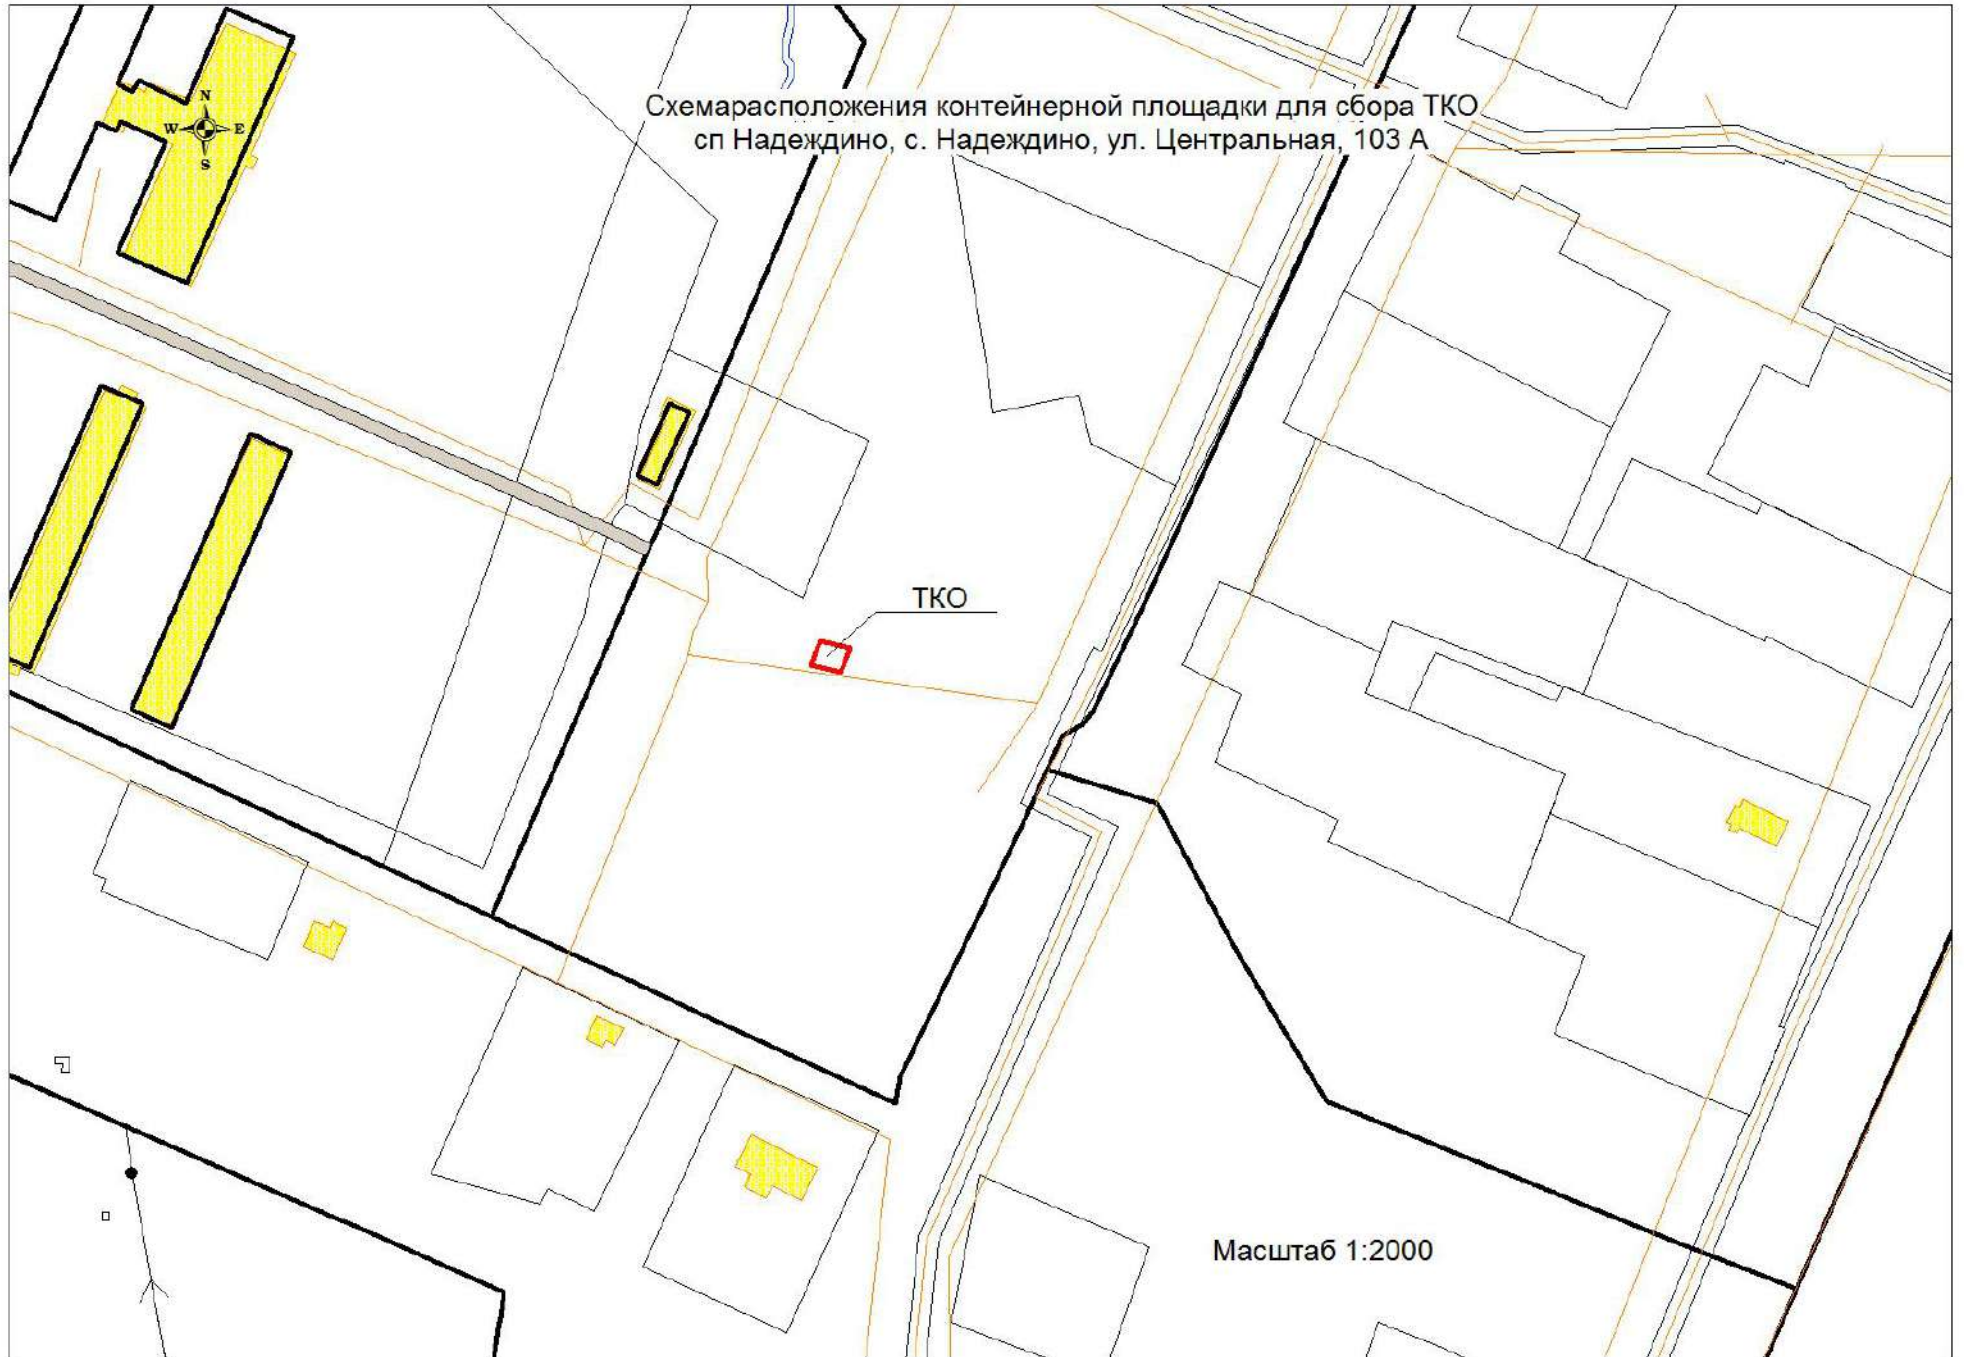 Схемарасположения контейнерной площадки для сбора ТКО
сп Надеждино, с. Надеждино, ул. Центральная, 103 А
N
W E
S
ТКО
Масштаб 1:2000